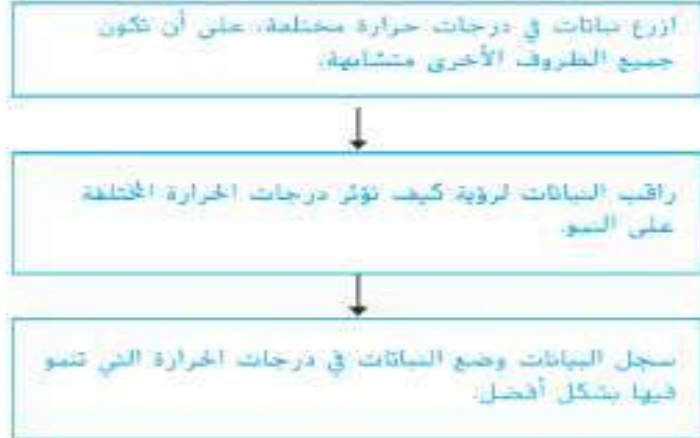 ازرع نباتات في درجات حرارة مختلفة، على أن تكون
جميع الظروف الأخرى متشابهة.
راقب النباتات لرؤية كيف تؤثر درجات الحرارة المختلفة
على النمو.
سجل البيانات وضع النباتات في درجات الحرارة التي تنمو
فيها بشكل أفضل.